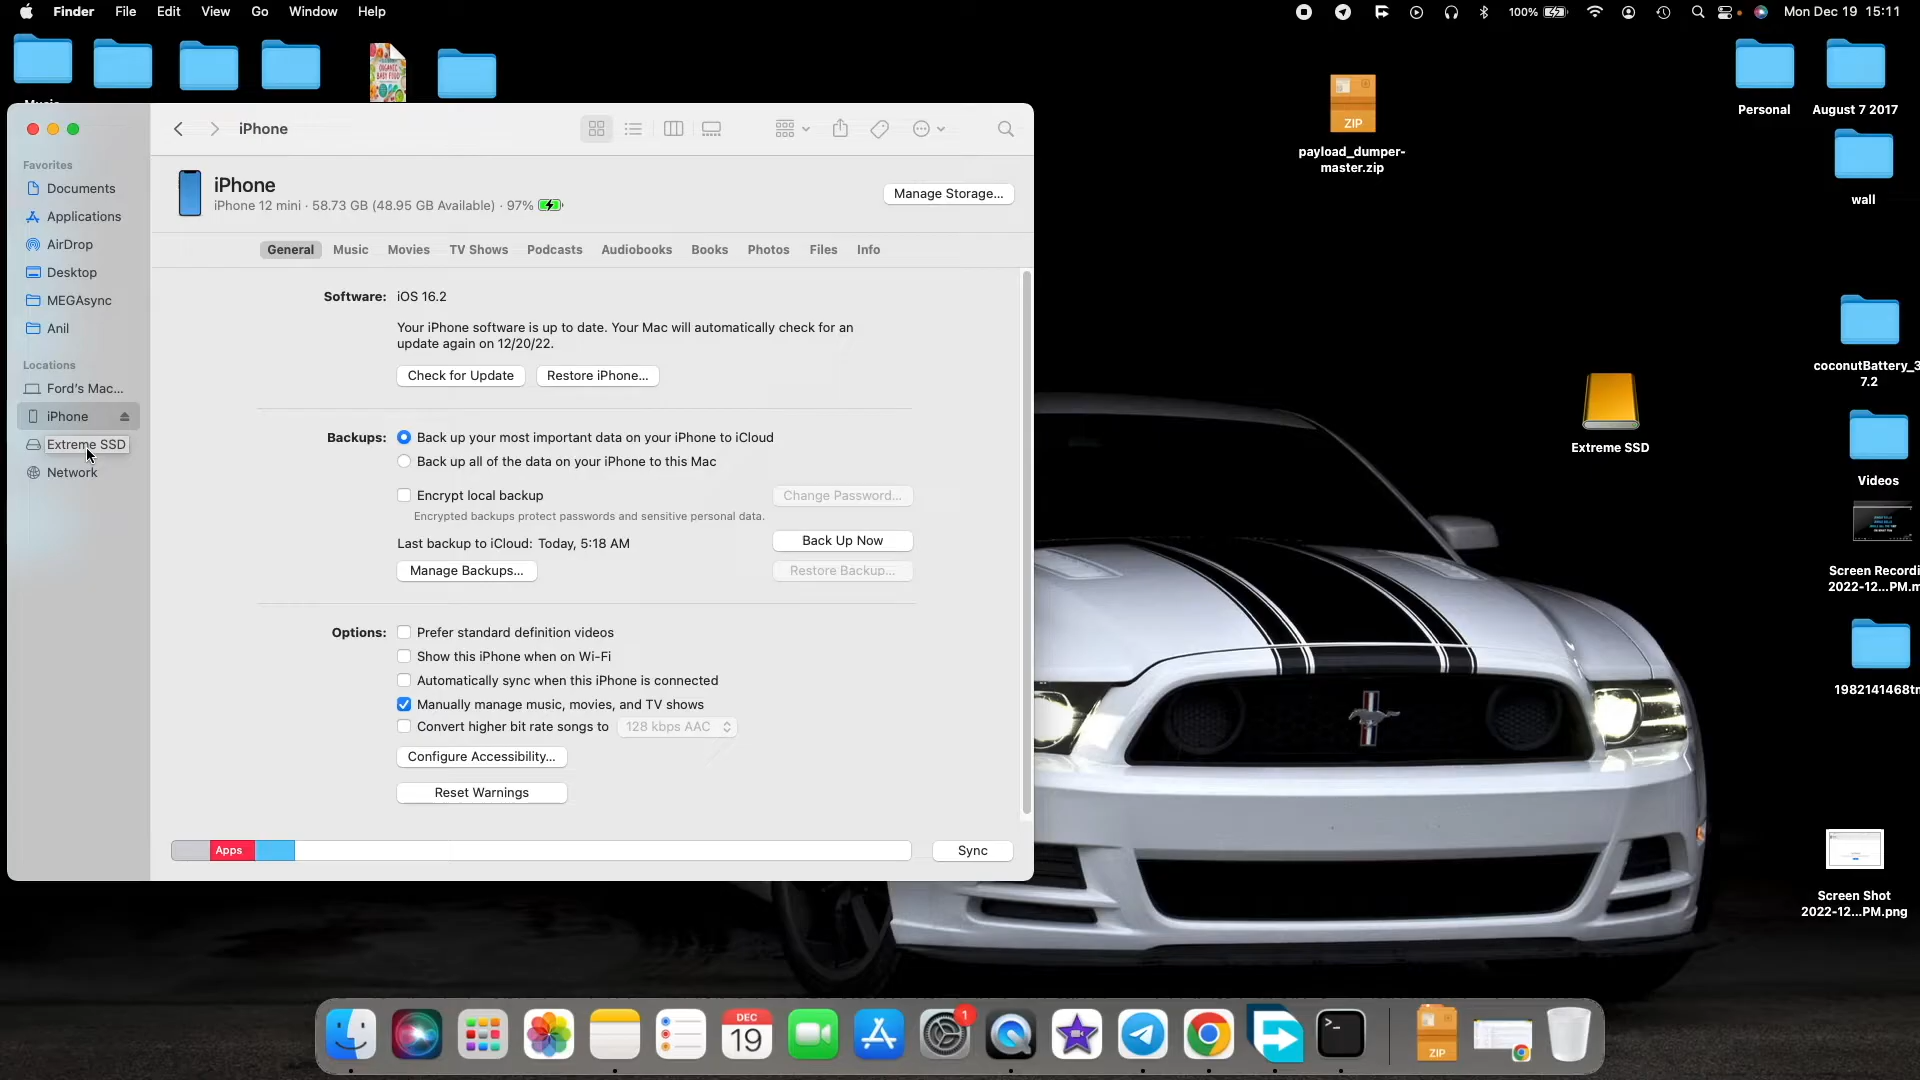 Finder File Edit View Go Window Help
100% Mon Dec 19 15:11
Personal
August 7 2017
ZIP
payload_dumper-
master.zip
wall
coconutBattery_3
7.2
Extreme SSD
Videos
Screen Recordi
2022-12...PM.m
1982141468tm
Screen Shot
2022-12...PM.png
ORGANIC
BABY FOOD
Favorites
Documents
Applications
AirDrop
Desktop
MEGAsync
Anil
Locations
Ford's Mac...
iPhone
Extreme SSD
Network
iPhone
iPhone
iPhone 12 mini · 58.73 GB (48.95 GB Available) · 97%
Manage Storage...
General Music Movies TV Shows Podcasts Audiobooks Books Photos Files Info
Software: iOS 16.2
Your iPhone software is up to date. Your Mac will automatically check for an
update again on 12/20/22.
Check for Update Restore iPhone...
Backups: Back up your most important data on your iPhone to iCloud
Back up all of the data on your iPhone to this Mac
Encrypt local backup Change Password...
Encrypted backups protect passwords and sensitive personal data.
Last backup to iCloud: Today, 5:18 AM Back Up Now
Manage Backups... Restore Backup...
Options: Prefer standard definition videos
Show this iPhone when on Wi-Fi
Automatically sync when this iPhone is connected
Manually manage music, movies, and TV shows
Convert higher bit rate songs to 128 kbps AAC
Configure Accessibility...
Reset Warnings
Apps
Sync
DEC
19
1
ZIP